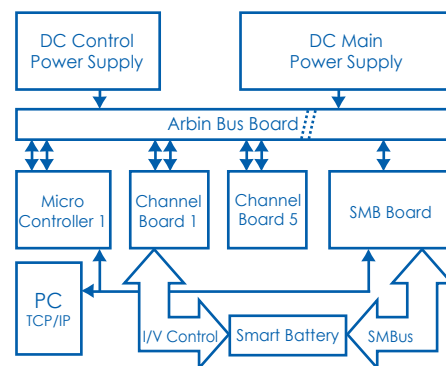 DC Control
Power Supply
DC Main
Power Supply
Arbin Bus Board
Micro
Controller 1
Channel
Board 1
Channel
Board 5
SMB Board
PC
TCP/IP
I/V Control
Smart Battery
SMBus